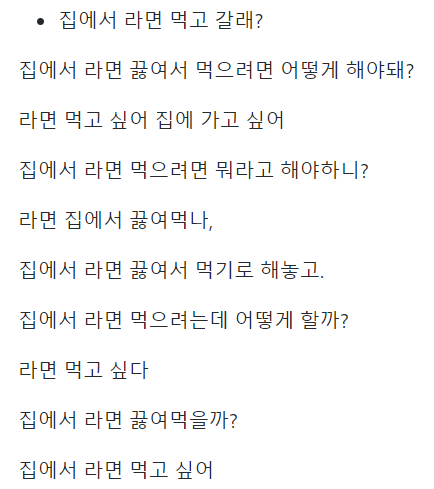 집에서 라면 먹고 갈래?
집에서 라면 끓여서 먹으려면 어떻게 해야돼?
라면 먹고 싶어 집에 가고 싶어
집에서 라면 먹으려면 뭐라고 해야하니?
라면 집에서 끓여먹나,
집에서 라면 끓여서 먹기로 해놓고.
집에서 라면 먹으려는데 어떻게 할까?
라면 먹고 싶다
집에서 라면 끓여먹을까?
집에서 라면 먹고 싶어